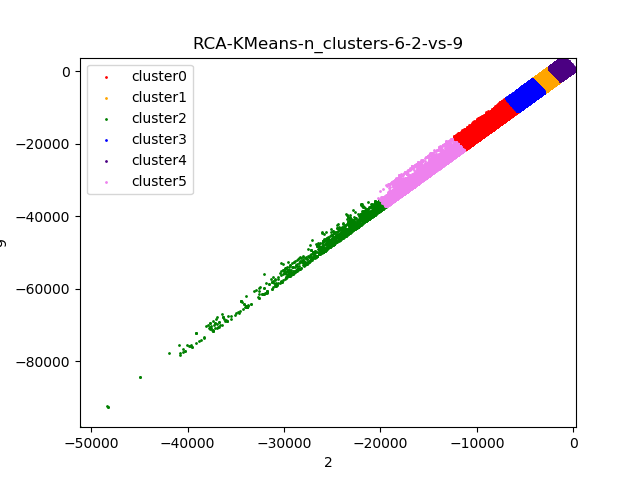 RCA-KMeans-n_clusters-6-2-vs-9
cluster0
cluster1
cluster2
cluster3
cluster4
cluster5
0
−20000
−40000
−60000
−80000
9
−50000
−40000
−30000
−20000
−10000
0
2